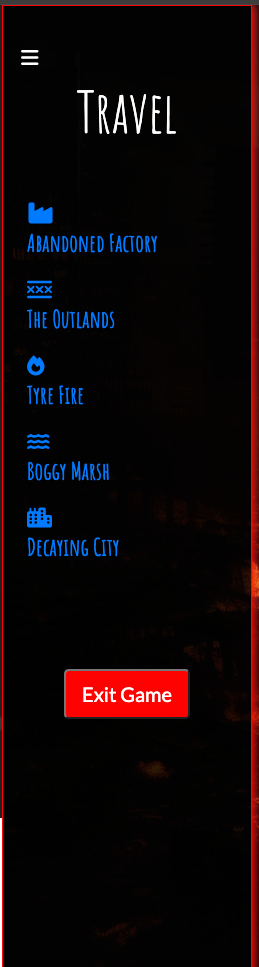 Travel
Abandoned Factory
The Outlands
Tyre Fire
Boggy Marsh
Decaying City
Exit Game